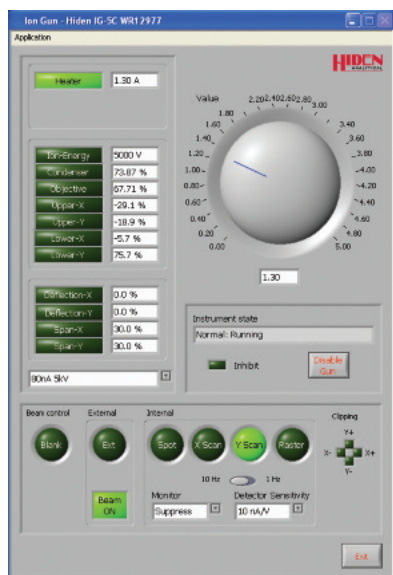 Ion Gun - Hiden IG-5C WR12977
Application
HIDEN
ANALYTICAL
Heater 1.30 A
Ion-Energy 5000 V
Condenser 73.87 %
Objective 67.71 %
Upper-X -29.1 %
Upper-Y -18.9 %
Lower-X -5.7 %
Lower-Y 75.7 %
Deflection-X 0.0 %
Deflection-Y 0.0 %
Span-X 30.0 %
Span-Y 30.0 %
80nA 5kV
Value
0.00 0.20 0.40 0.60 0.80 1.00 1.20 1.40 1.60 1.80 2.20 2.40 2.60 2.80 3.00 3.40 3.60 3.80 4.00 4.20 4.40 4.60 4.80 5.00
1.30
Instrument state
Normal: Running
Inhibit
Disable
Gun
Beam control External Internal Clipping
Blank Ext Spot X Scan Y Scan Raster
Y+
X- X+
Y-
10 Hz 1 Hz
Beam
ON
Monitor Detector Sensitivity
Suppress 10 nA/V
Exit